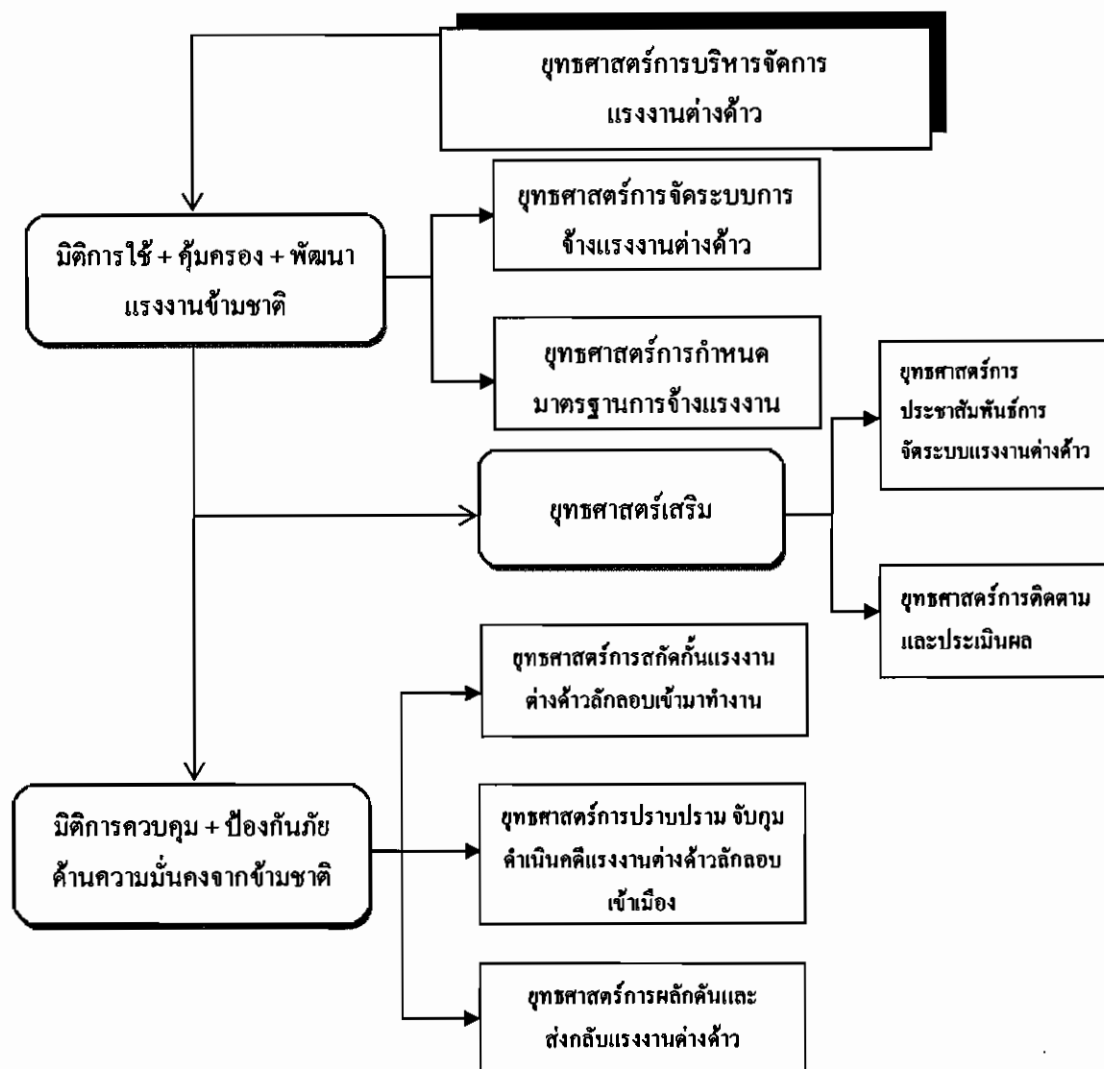 ยุทธศาสตร์การบริหารจัดการ
แรงงานต่างด้าว
ยุทธศาสตร์การจัดระบบการ
จ้างแรงงานต่างด้าว
มิติการใช้ + คุ้มครอง + พัฒนา
แรงงานข้ามชาติ
ยุทธศาสตร์การกำหนด
มาตรฐานการจ้างแรงงาน
ยุทธศาสตร์การ
ประชาสัมพันธ์การ
จัดระบบแรงงานต่างด้าว
ยุทธศาสตร์เสริม
ยุทธศาสตร์การติดตาม
และประเมินผล
ยุทธศาสตร์การสกัดกั้นแรงงาน
ต่างด้าวลักลอบเข้ามาทำงาน
มิติการควบคุม + ป้องกันภัย
ด้านความมั่นคงจากข้ามชาติ
ยุทธศาสตร์การปราบปราม จับกุม
ดำเนินคดีแรงงานต่างด้าวลักลอบ
เข้าเมือง
ยุทธศาสตร์การผลักดันและ
ส่งกลับแรงงานต่างด้าว